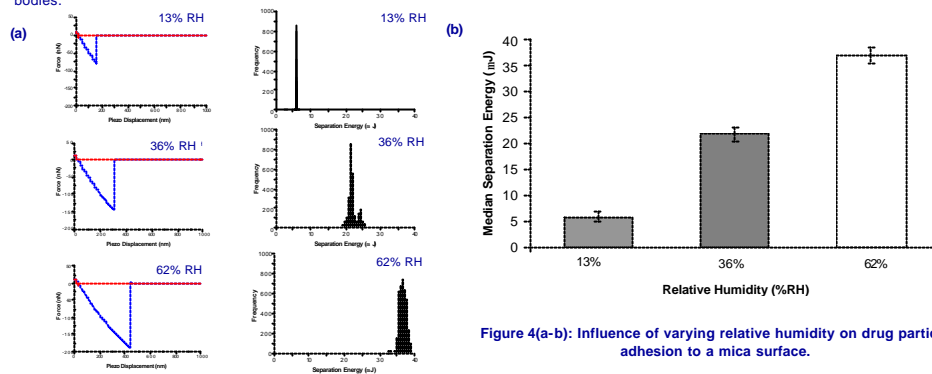 bodies.
(a)
13% RH
Force (nN)
Piezo Displacement (nm)
13% RH
Frequency
Separation Energy (m J)
36% RH
Force (nN)
Piezo Displacement (nm)
36% RH
Frequency
Separation Energy (m J)
62% RH
Force (nN)
Piezo Displacement (nm)
62% RH
Frequency
Separation Energy (m J)
(b)
Median Separation Energy (mJ)
40
35
30
25
20
15
10
5
0
13% 36% 62%
Relative Humidity (%RH)
Figure 4(a-b): Influence of varying relative humidity on drug partic
adhesion to a mica surface.